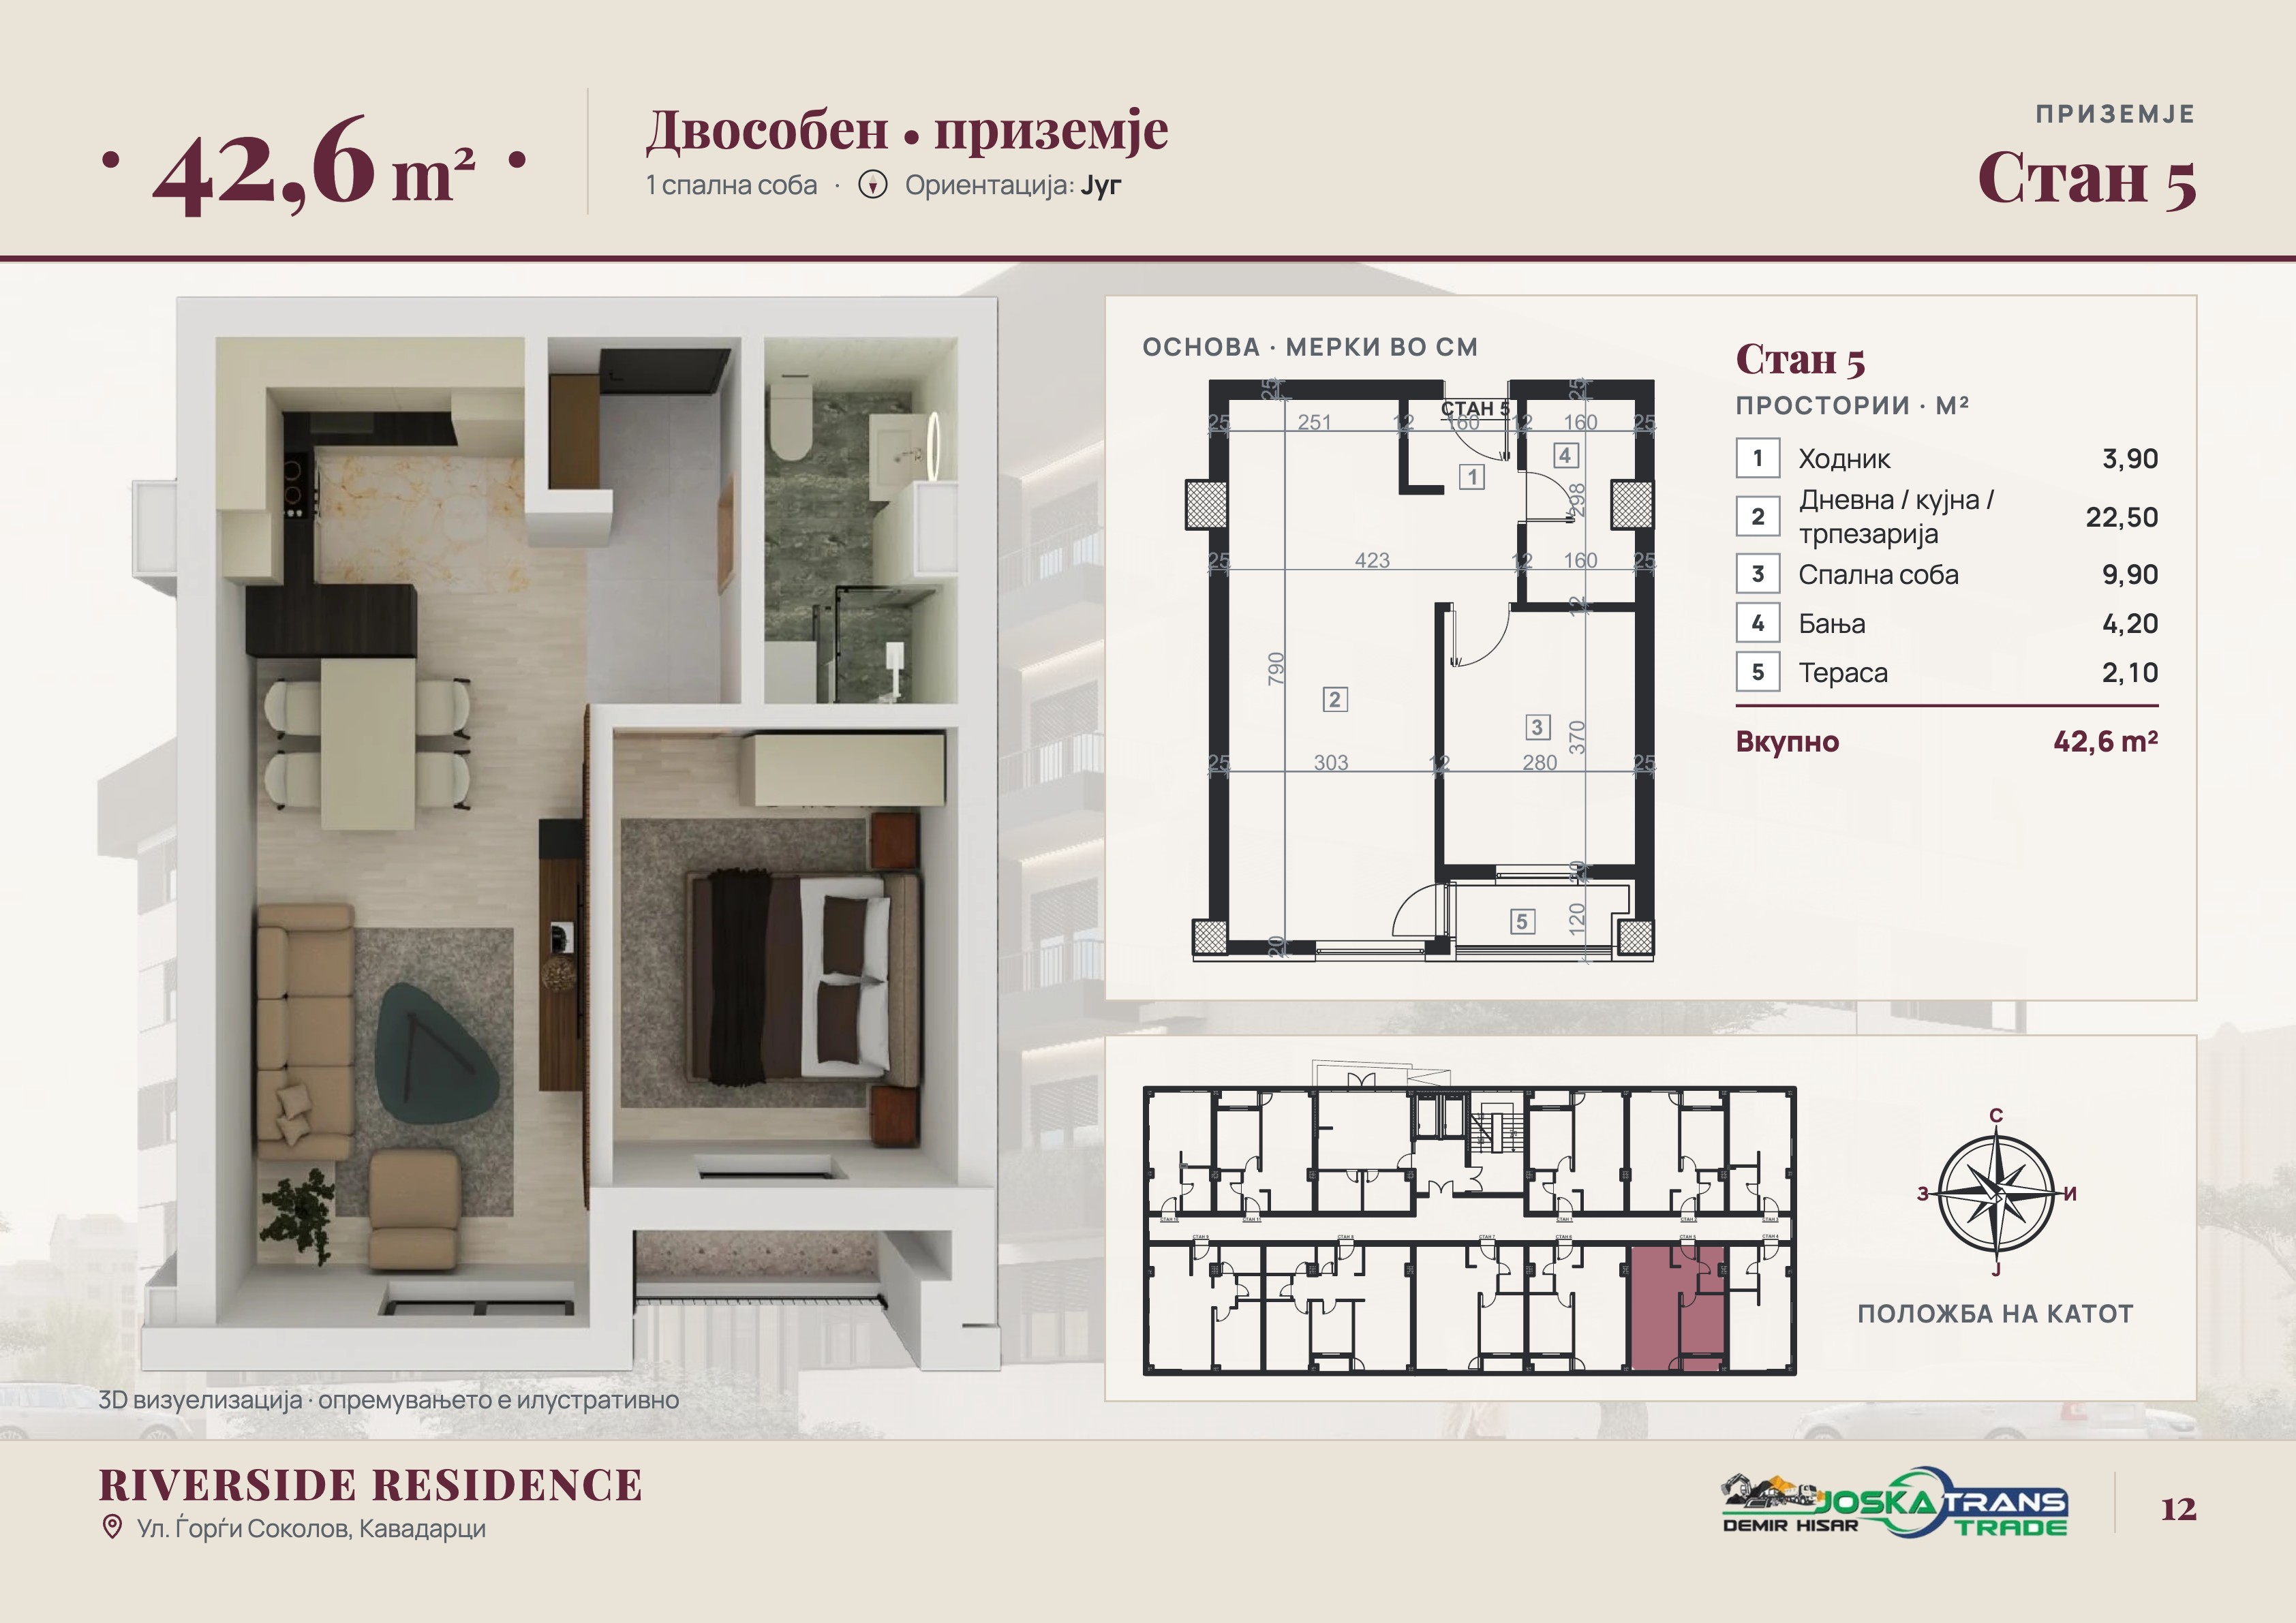 • 42,6 m² •
Двособен • приземје
1 спална соба · Ориентација: Југ
ПРИЗЕМЈЕ
Стан 5
ОСНОВА · МЕРКИ ВО СМ
СТАН 5
25 25
25 251 12 160 12 160 25
4
1
298
25 423 12 160 25
12
790
2
3
370
25 303 12 280 25
20
5
120
20
Стан 5
ПРОСТОРИИ · М²
1 Ходник 3,90
2 Дневна / кујна /
трпезарија 22,50
3 Спална соба 9,90
4 Бања 4,20
5 Тераса 2,10
Вкупно 42,6 m²
С
З И
Ј
ПОЛОЖБА НА КАТОТ
3D визуелизација · опремувањето е илустративно
RIVERSIDE RESIDENCE
Ул. Ѓорѓи Соколов, Кавадарци
JOSKA TRANS
DEMIR HISAR TRADE
12